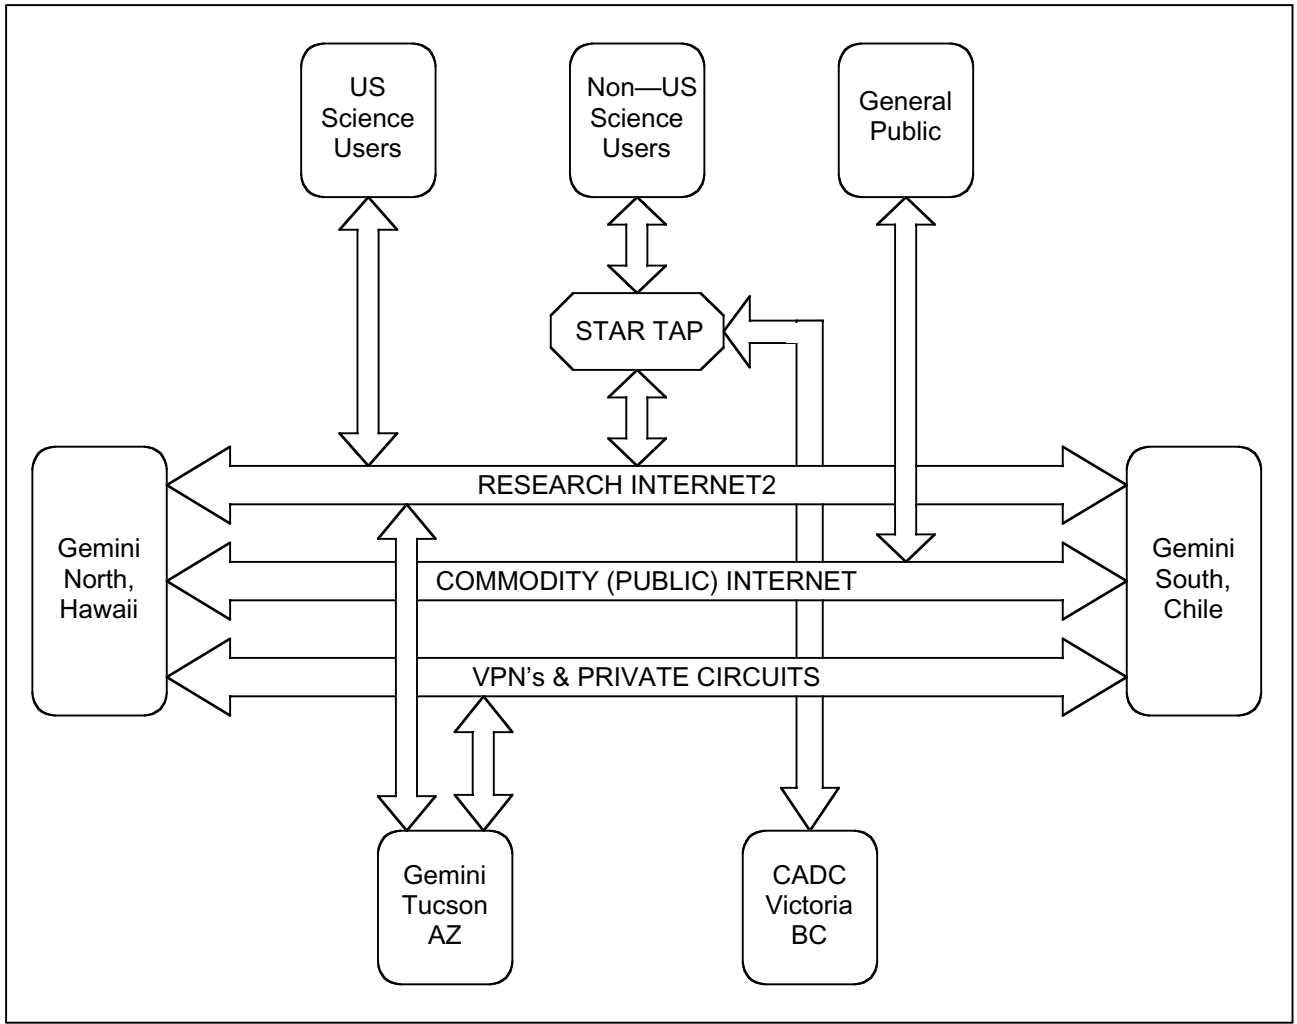 US
Science
Users
Non—US
Science
Users
General
Public
STAR TAP
RESEARCH INTERNET2
Gemini
North,
Hawaii
COMMODITY (PUBLIC) INTERNET
Gemini
South,
Chile
VPN's & PRIVATE CIRCUITS
Gemini
Tucson
AZ
CADC
Victoria
BC